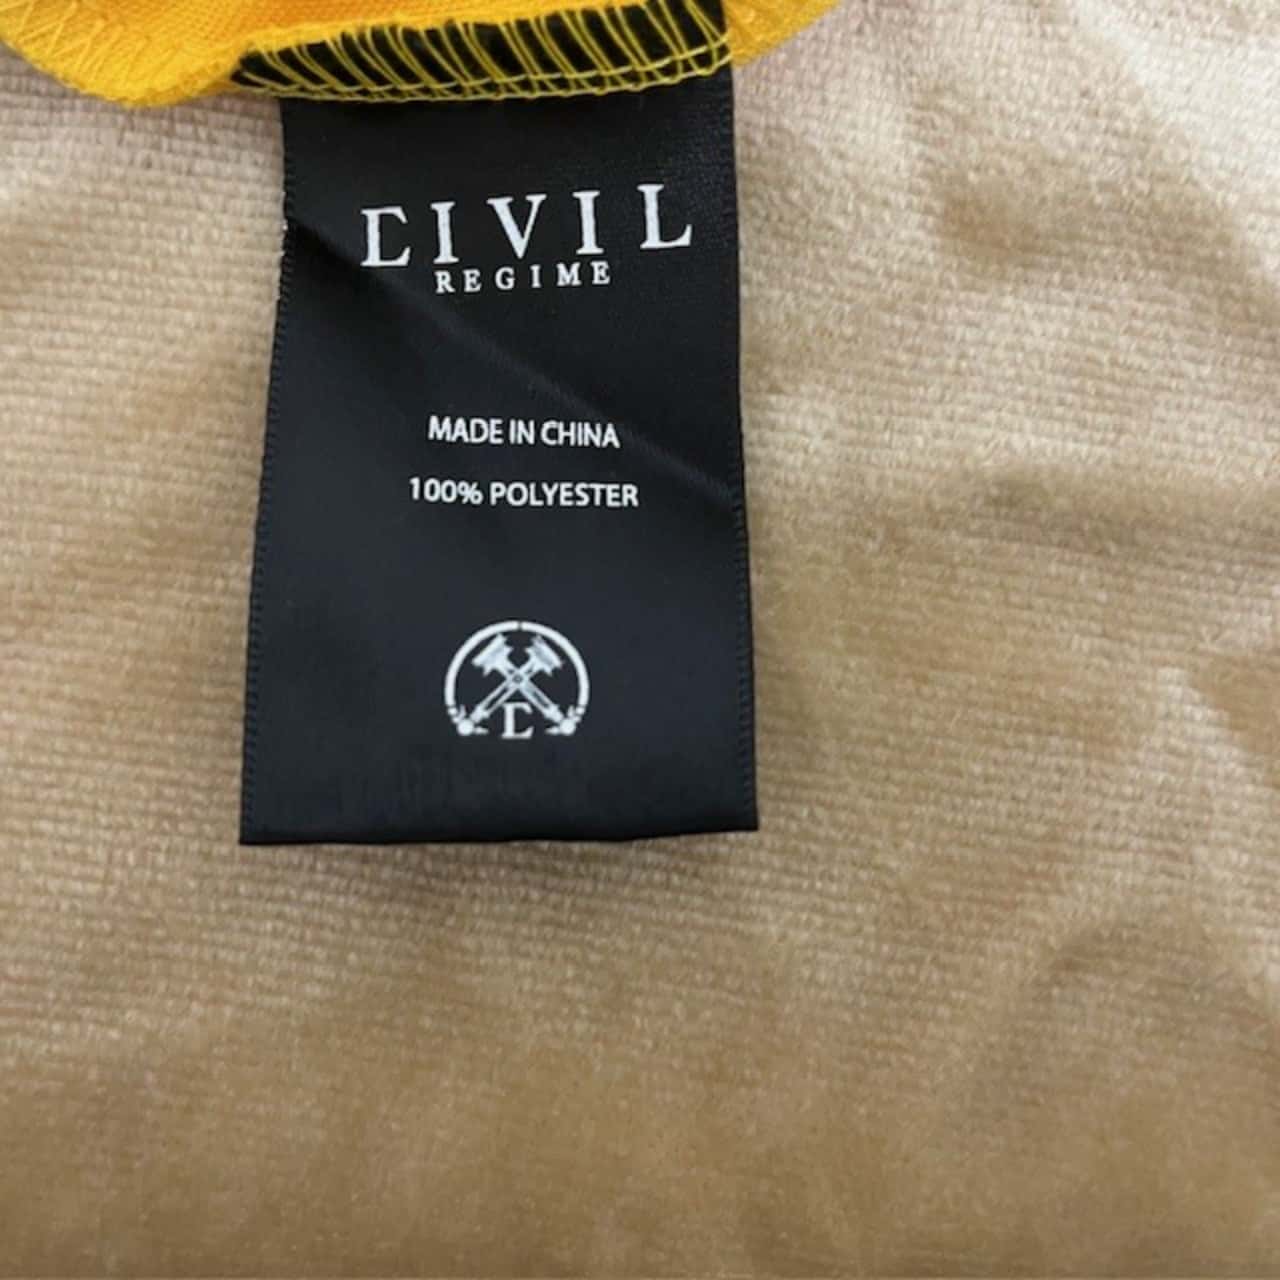 CIVIL
REGIME
MADE IN CHINA
100% POLYESTER
C